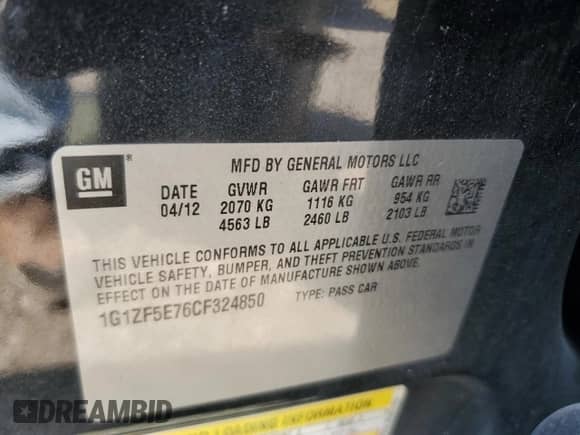 GM ®
MFD BY GENERAL MOTORS LLC
DATE GVWR GAWR FRT GAWR RR
04/12 2070 KG 1116 KG 954 KG
4563 LB 2460 LB 2103 LB
THIS VEHICLE CONFORMS TO ALL APPLICABLE U.S. FEDERAL MOTOR
VEHICLE SAFETY, BUMPER, AND THEFT PREVENTION STANDARDS IN
EFFECT ON THE DATE OF MANUFACTURE SHOWN ABOVE.
1G1ZF5E76CF324850 TYPE: PASS CAR
LOADING INFORMATION
DREAMBID